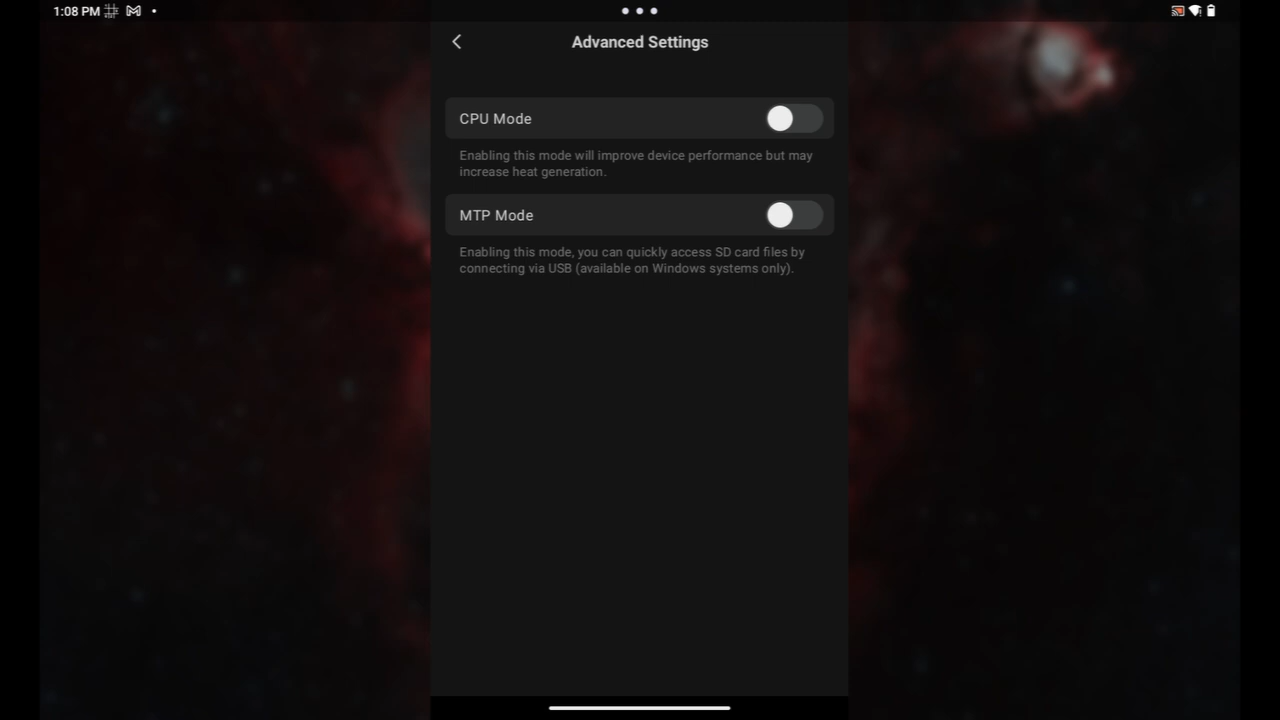 1:08 PM
Advanced Settings
CPU Mode
Enabling this mode will improve device performance but may
increase heat generation.
MTP Mode
Enabling this mode, you can quickly access SD card files by
connecting via USB (available on Windows systems only).